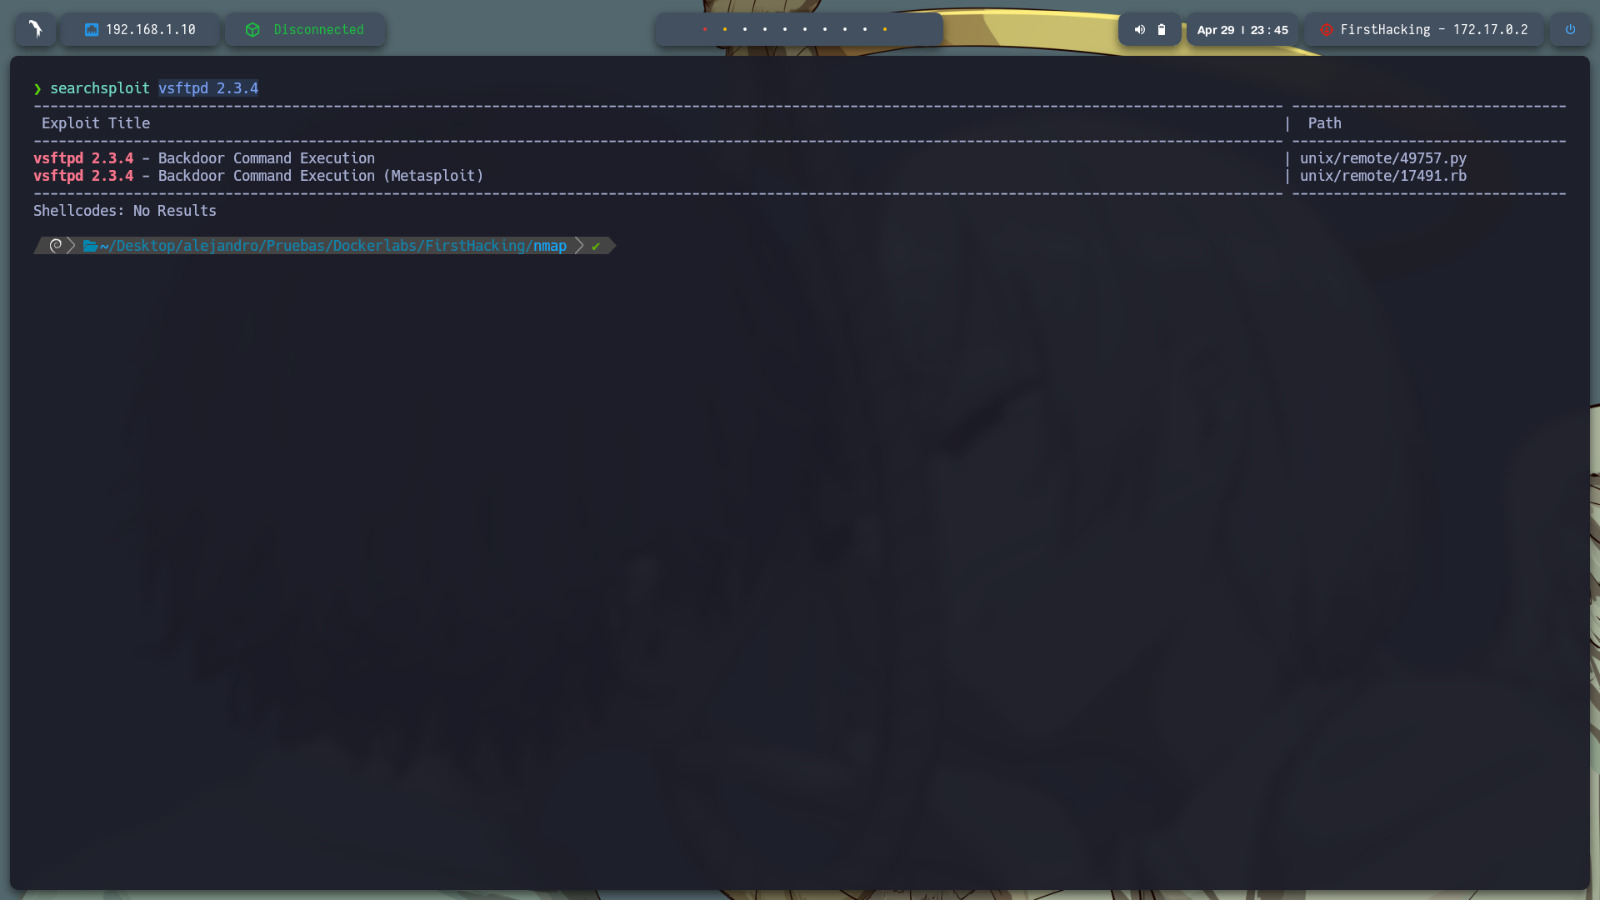 192.168.1.10
Disconnected
Apr 29 | 23:45
FirstHacking - 172.17.0.2
❯ searchsploit vsftpd 2.3.4
Exploit Title | Path
vsftpd 2.3.4 - Backdoor Command Execution | unix/remote/49757.py
vsftpd 2.3.4 - Backdoor Command Execution (Metasploit) | unix/remote/17491.rb
Shellcodes: No Results
~/Desktop/alejandro/Pruebas/Dockerlabs/FirstHacking/nmap ✔